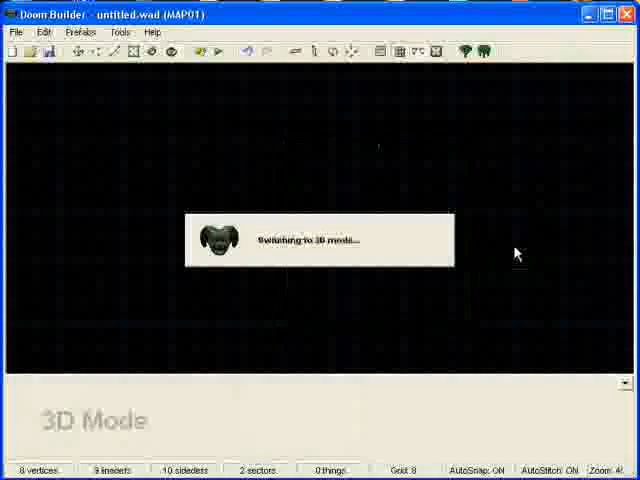 Doom Builder - untitled.wad (MAP01)
File Edit Prefabs Tools Help
Switching to 3D mode...
3D Mode
8 vertices 9 linedefs 10 sidedefs 2 sectors 0 things Grid: 8 AutoSnap: ON AutoStitch: ON Zoom: 4